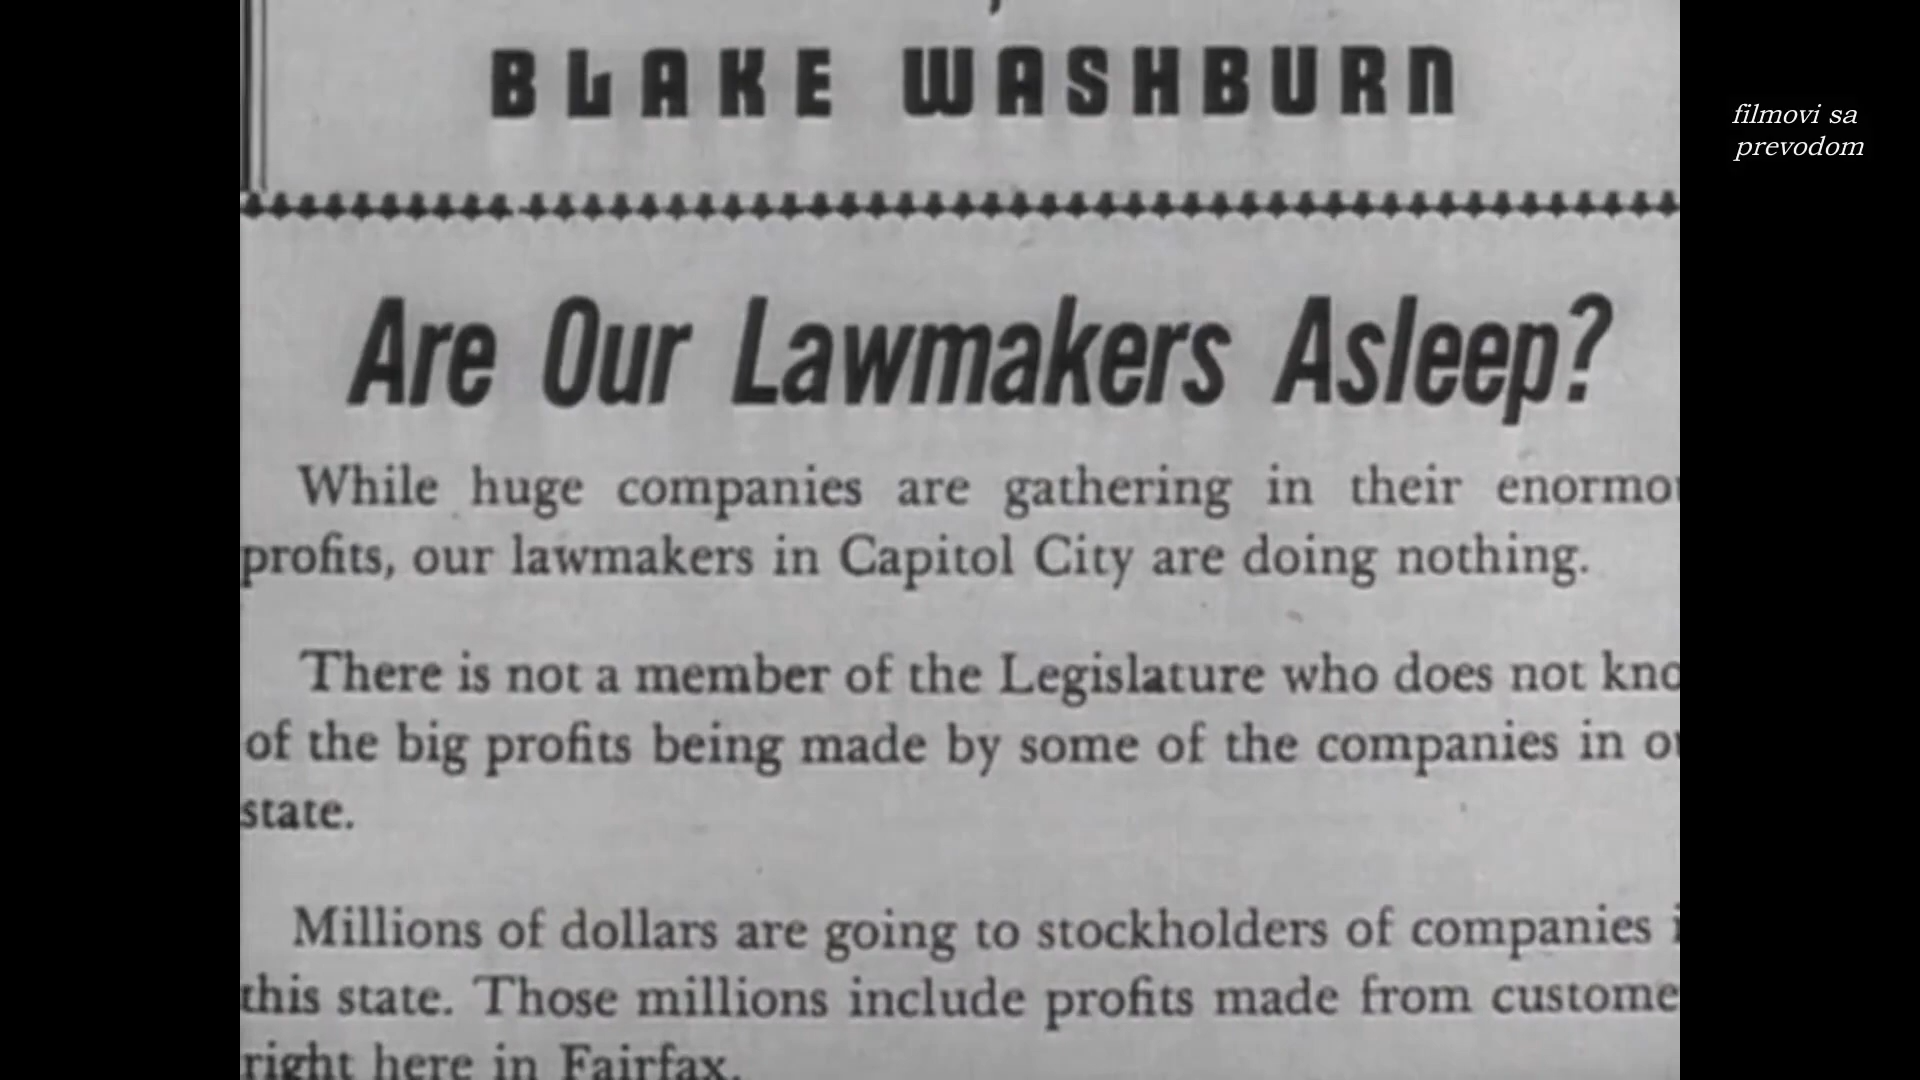 BLAKE WASHBURN
filmovi sa
prevodom
Are Our Lawmakers Asleep?
While huge companies are gathering in their
profits, our lawmakers in Capitol City are doing nothing.
There is not a member of the Legislature who does not
of the big profits being made by some of the companies in
state.
Millions of dollars are going to stockholders of companies
this state. Those millions include profits made from
right here in Fairfax.